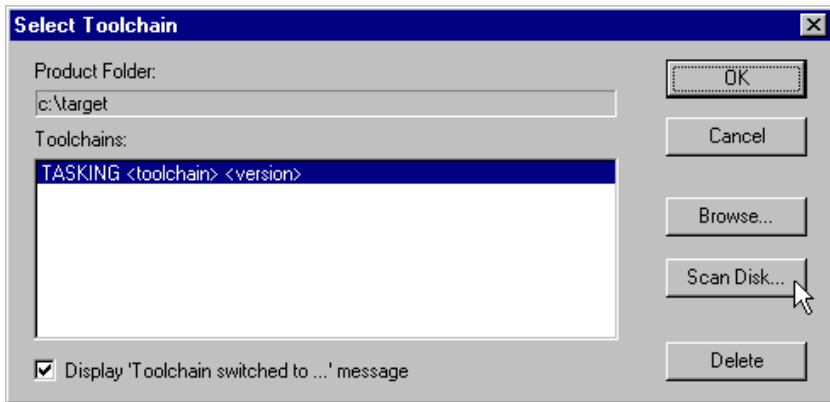 Select Toolchain
Product Folder:
c:\target
Toolchains:
TASKING <toolchain> <version>
Display 'Toolchain switched to ...' message
OK
Cancel
Browse...
Scan Disk...
Delete